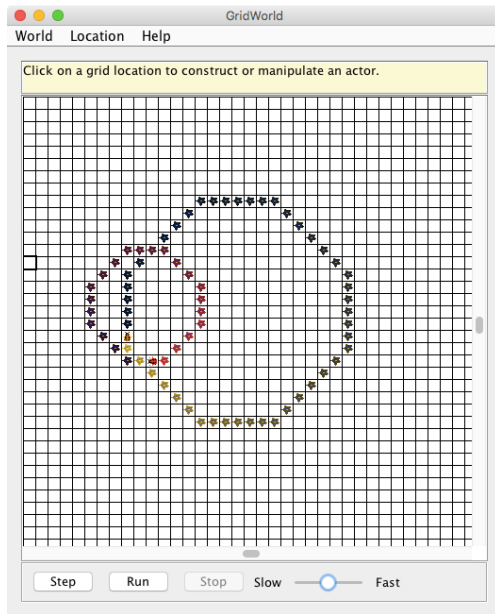 GridWorld
World Location Help
Click on a grid location to construct or manipulate an actor.
Step Run Stop Slow Fast